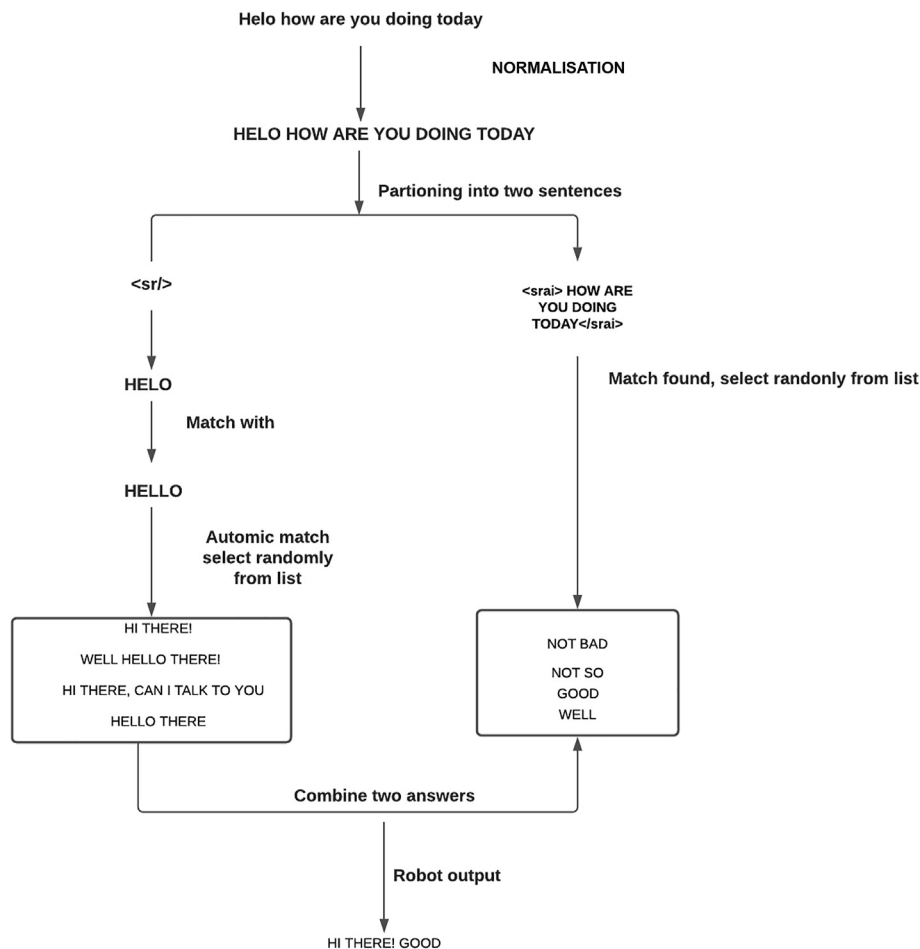 Helo how are you doing today
NORMALISATION
HELO HOW ARE YOU DOING TODAY
Partioning into two sentences
<sr/>
<srai> HOW ARE
YOU DOING
TODAY</srai>
HELO
Match found, select randonly from list
Match with
HELLO
Automic match
select randomly
from list
HI THERE!
WELL HELLO THERE!
HI THERE, CAN I TALK TO YOU
HELLO THERE
NOT BAD
NOT SO
GOOD
WELL
Combine two answers
Robot output
HI THERE! GOOD